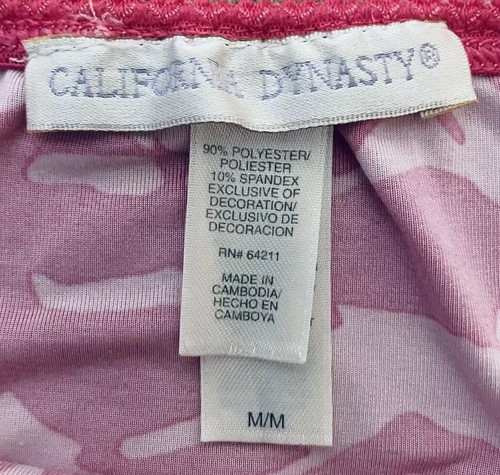 CALIFORNIA DYNASTY®
90% POLYESTER/
POLIESTER
10% SPANDEX
EXCLUSIVE OF
DECORATION/
EXCLUSIVO DE
DECORACION
RN# 64211
MADE IN
CAMBODIA/
HECHO EN
CAMBOYA
M/M